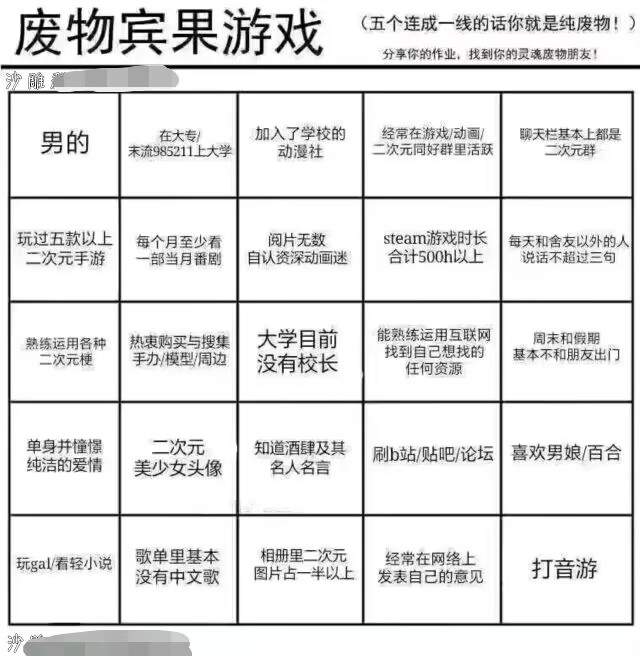 废物宾果游戏
（五个连成一线的话你就是纯废物！）
分享你的作业，找到你的灵魂废物朋友！
沙雕
男的
在大专/
末流985211上大学
加入了学校的
动漫社
经常在游戏/动画/
二次元同好群里活跃
聊天栏基本上都是
二次元群
玩过五款以上
二次元手游
每个月至少看
一部当月番剧
阅片无数
自认资深动画迷
steam游戏时长
合计500h以上
每天和舍友以外的人
说话不超过三句
熟练运用各种
二次元梗
热衷购买与搜集
手办/模型/周边
大学目前
没有校长
能熟练运用互联网
找到自己想找的
任何资源
周末和假期
基本不和朋友出门
单身并憧憬
纯洁的爱情
二次元
美少女头像
知道酒肆及其
名人名言
刷b站/贴吧/论坛
喜欢男娘/百合
玩gal/看轻小说
歌单里基本
没有中文歌
相册里二次元
图片占一半以上
经常在网络上
发表自己的意见
打音游